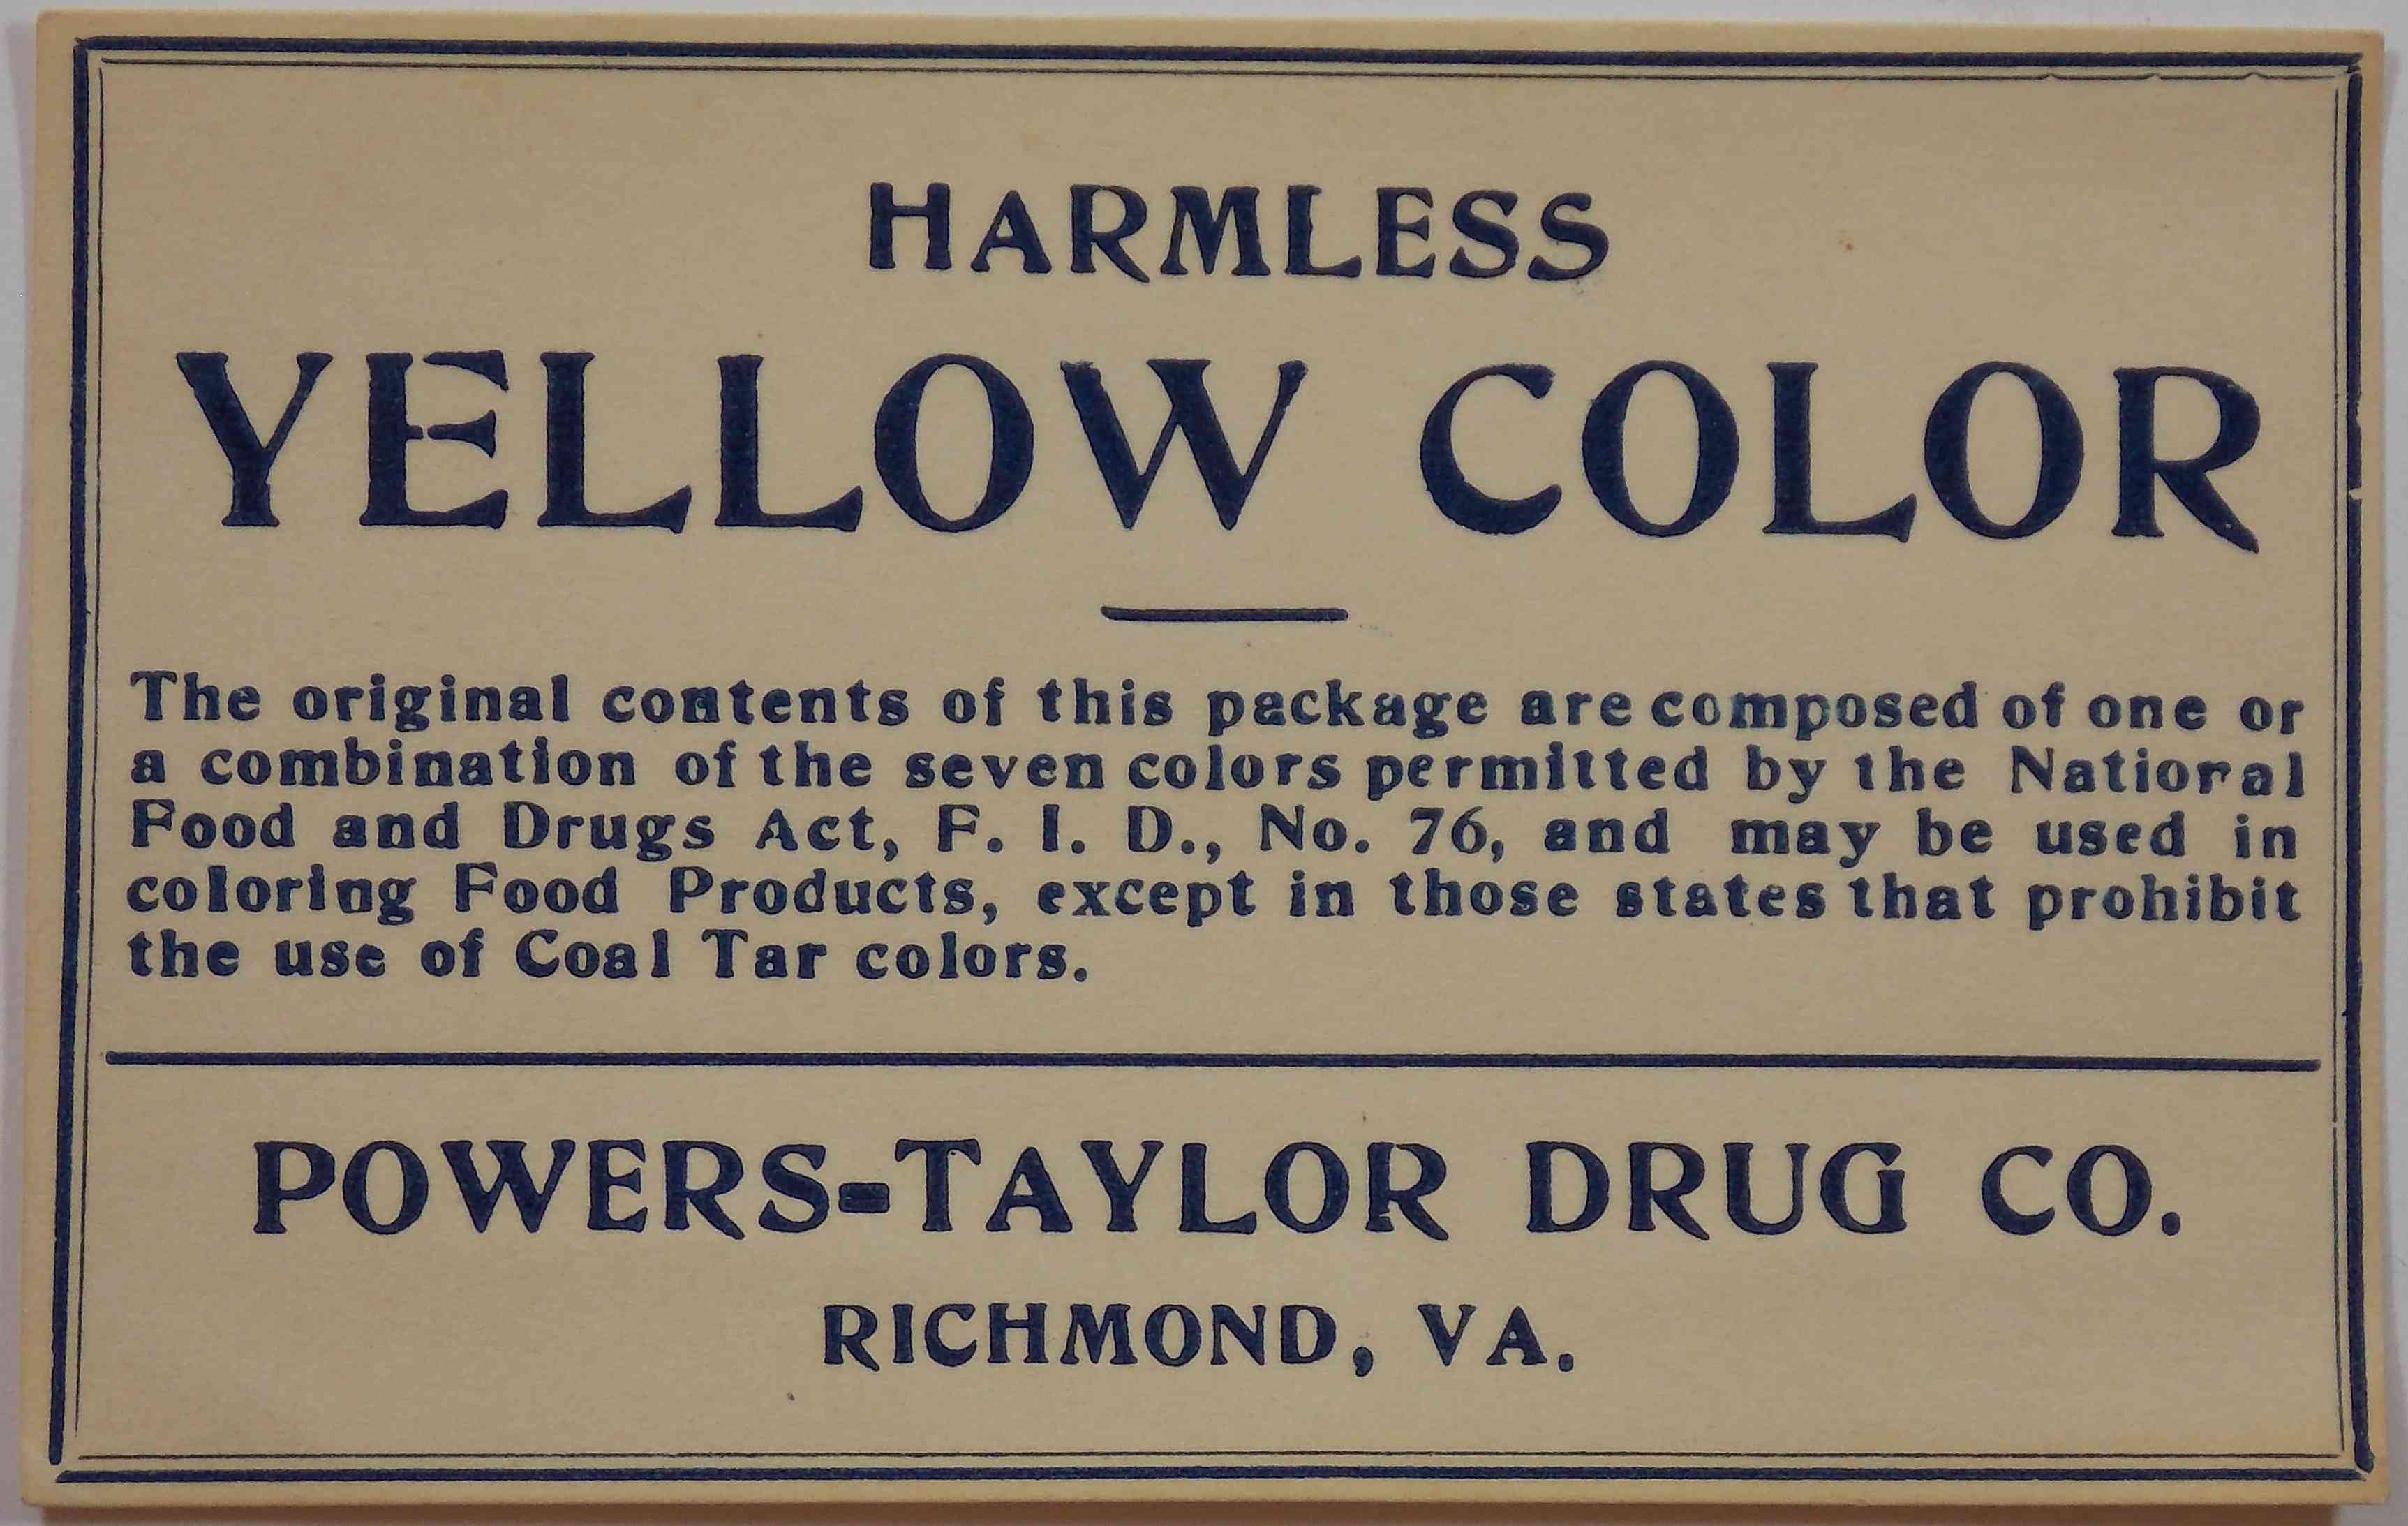 HARMLESS
YELLOW COLOR
The original contents of this package are composed of one or
a combination of the seven colors permitted by the National
Food and Drugs Act, F. I. D., No. 76, and may be used in
coloring Food Products, except in those states that prohibit
the use of Coal Tar colors.
POWERS-TAYLOR DRUG CO.
RICHMOND, VA.